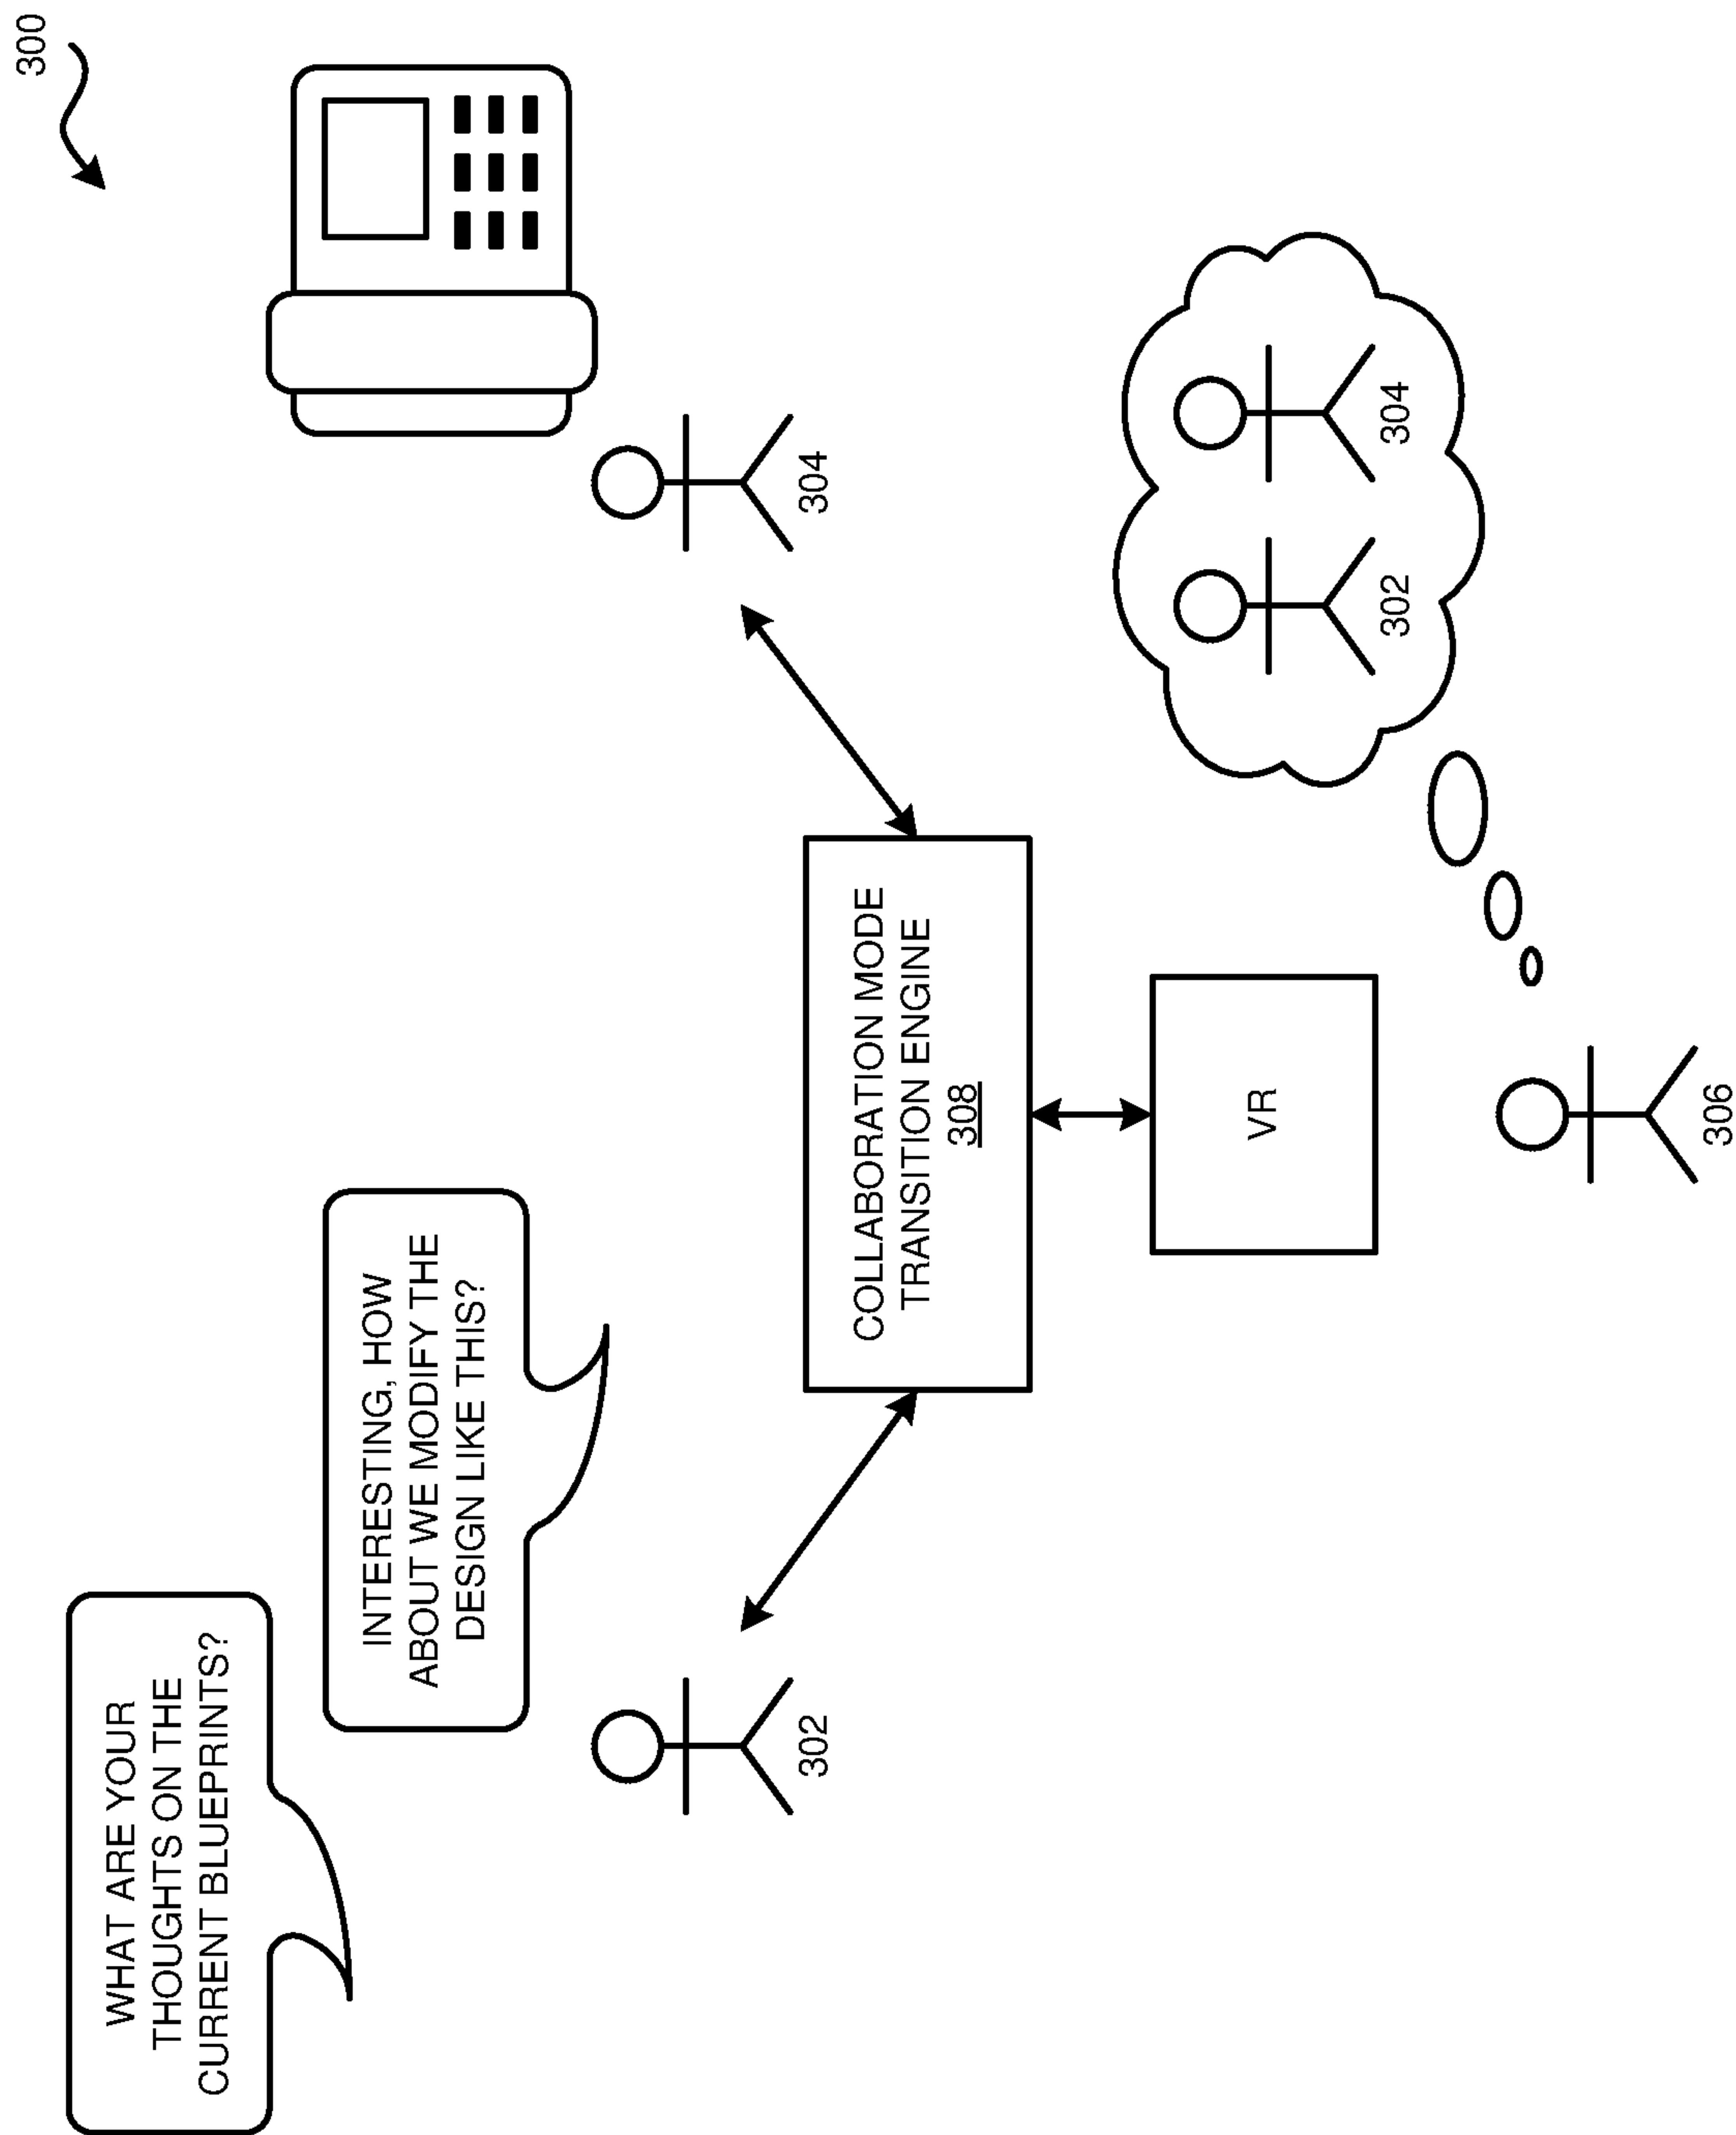 300
WHAT ARE YOUR
THOUGHTS ON THE
CURRENT BLUEPRINTS?
INTERESTING, HOW
ABOUT WE MODIFY THE
DESIGN LIKE THIS?
302
304
COLLABORATION MODE
TRANSITION ENGINE
308
VR
302
304
306